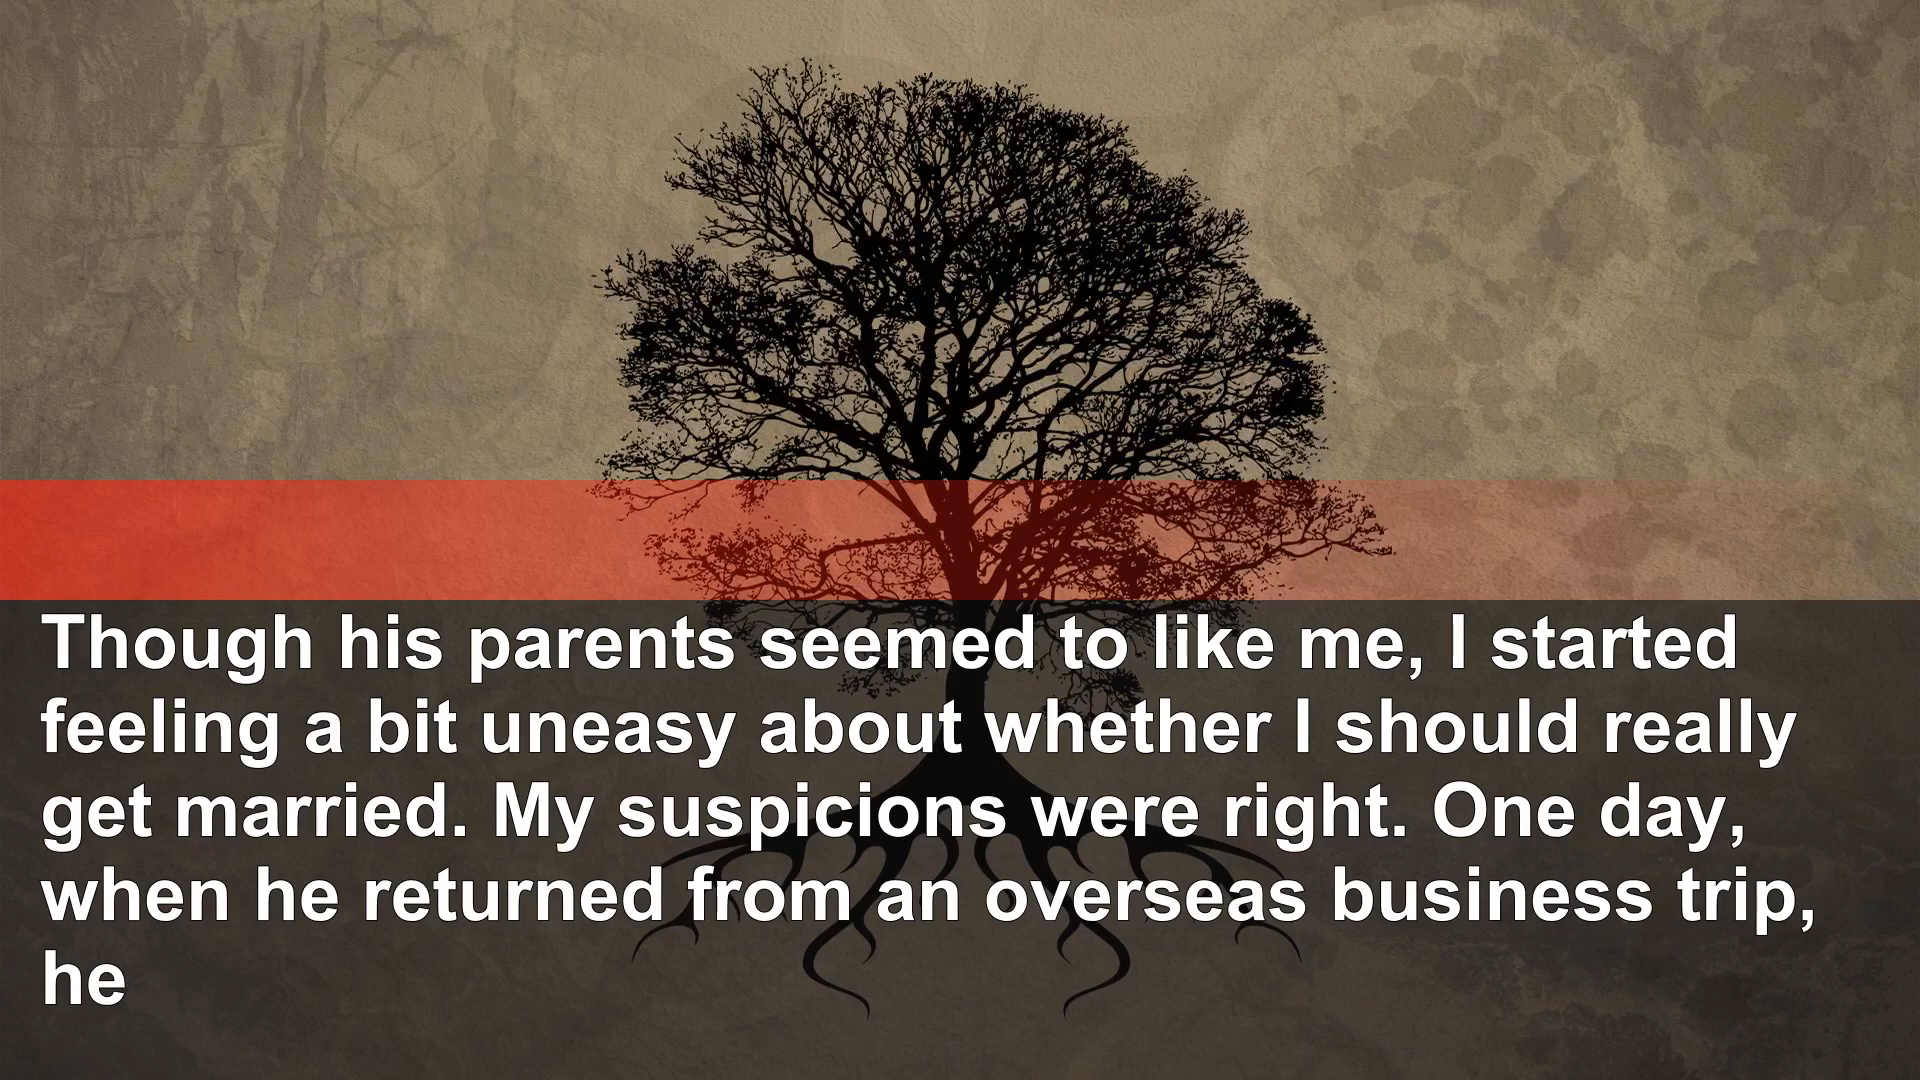 Though his parents seemed to like me, I started
feeling a bit uneasy about whether I should really
get married. My suspicions were right. One day,
when he returned from an overseas business trip,
he